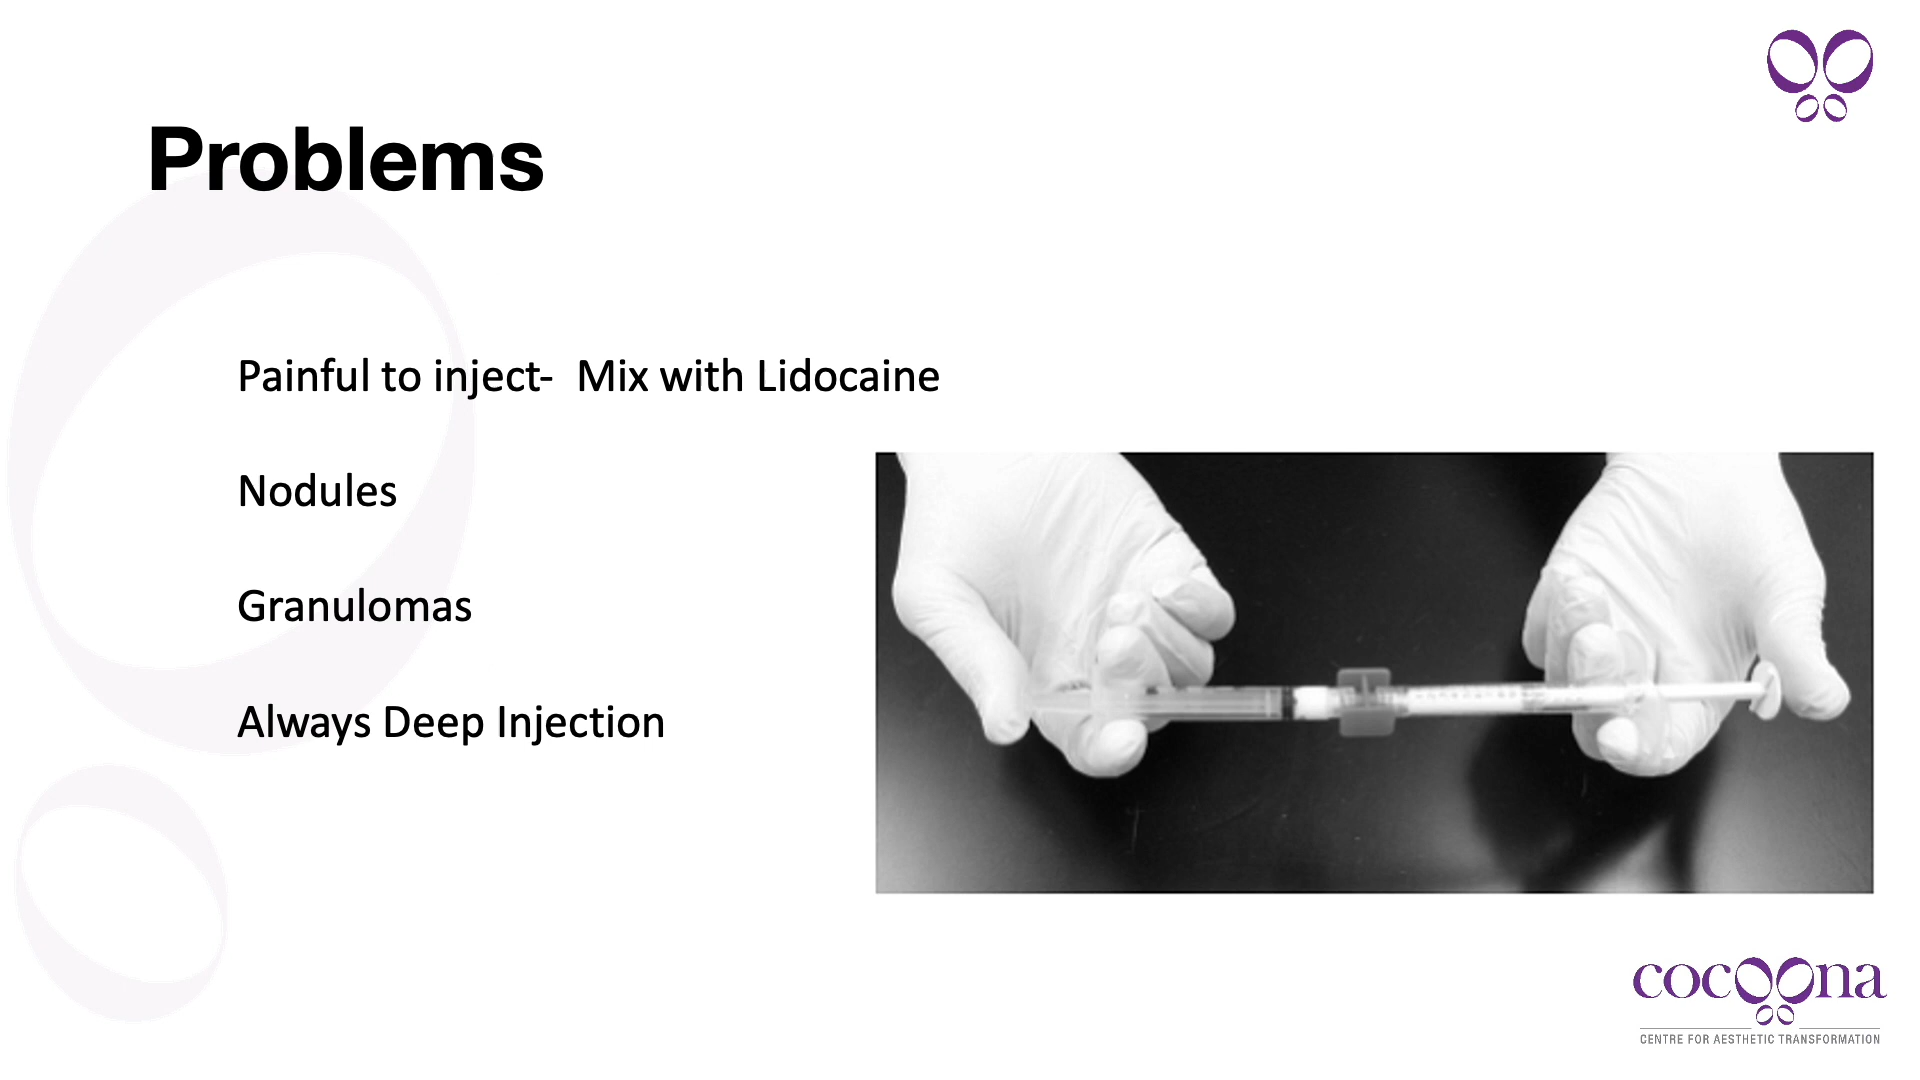 Problems
Painful to inject-  Mix with Lidocaine
Nodules
Granulomas
Always Deep Injection
cocoona
CENTRE FOR AESTHETIC TRANSFORMATION